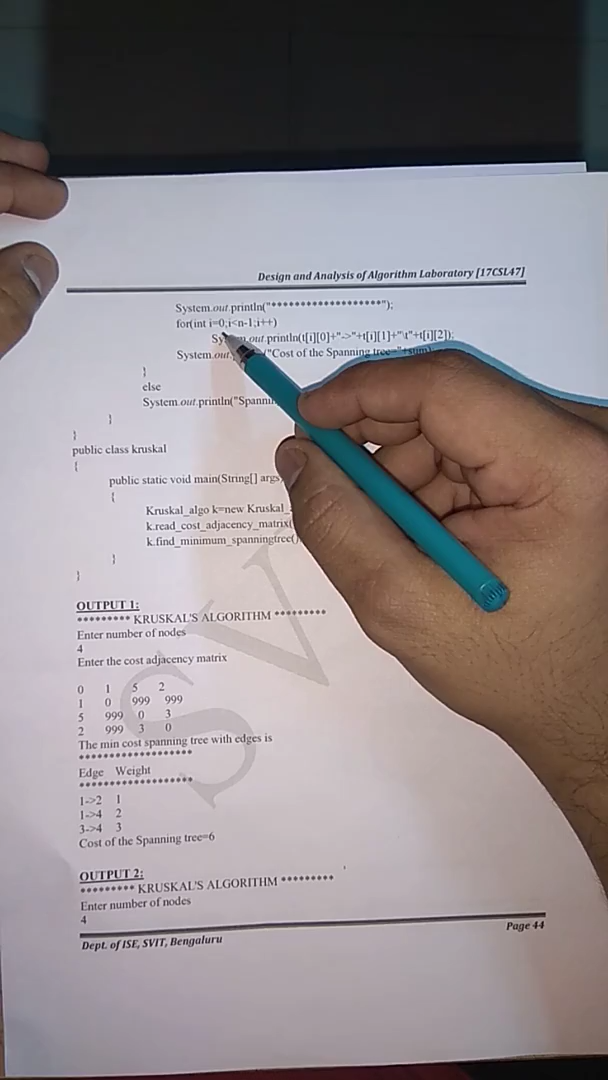 Design and Analysis of Algorithm Laboratory [17CSL47]
System.out.println("********************");
for(int i=0;i<n-1;i++)
System.out.println(t[i][0]+"->"+t[i][1]+"\t"+t[i][2]);
System.out. ("Cost of the Spanning tree="+sum);
}
else
System.out.println("Spannin
}
}
public class kruskal
{
public static void main(String[] args
{
Kruskal_algo k=new Kruskal_
k.read_cost_adjacency_matrix(
k.find_minimum_spanningtree()
}
}
OUTPUT 1:
********* KRUSKAL'S ALGORITHM *********
Enter number of nodes
4
Enter the cost adjacency matrix
0 1 5 2
1 0 999 999
5 999 0 3
2 999 3 0
The min cost spanning tree with edges is
*******************
Edge Weight
*******************
1->2 1
1->4 2
3->4 3
Cost of the Spanning tree=6
OUTPUT 2:
********* KRUSKAL'S ALGORITHM *********
Enter number of nodes
4
Dept. of ISE, SVIT, Bengaluru
Page 44
SV